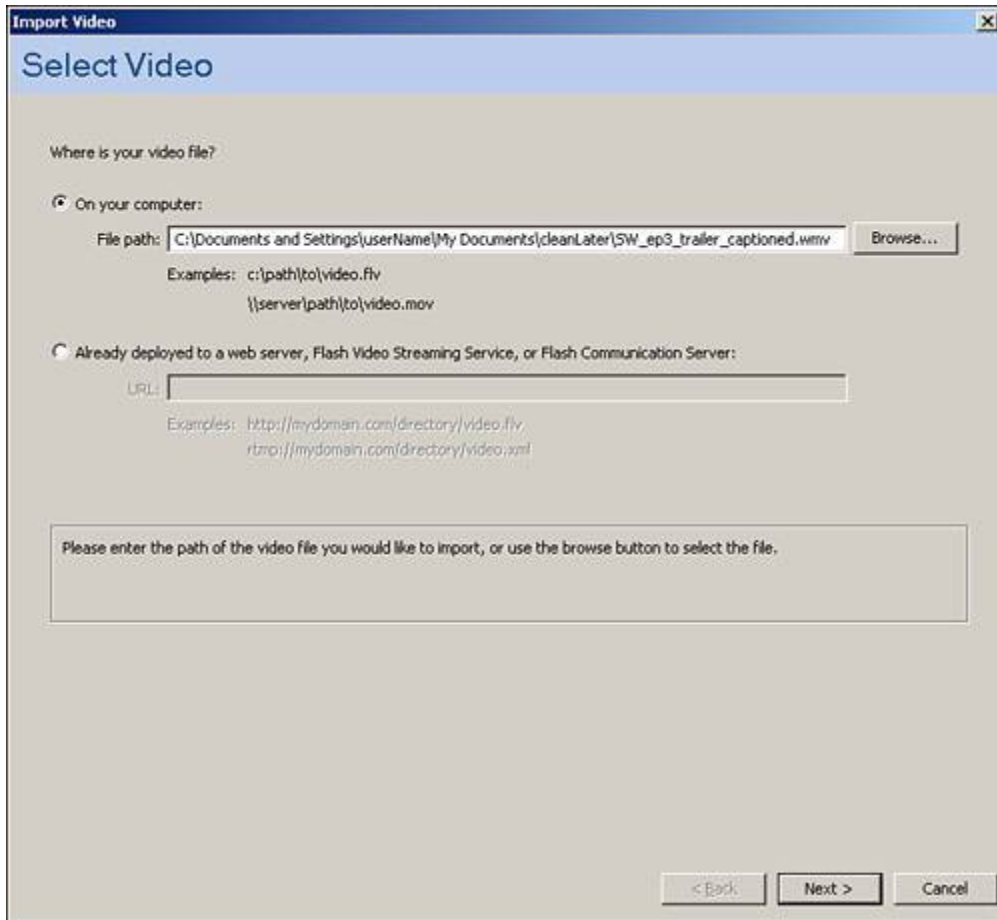 Import Video
Select Video
Where is your video file?
On your computer:
File path: C:\Documents and Settings\userName\My Documents\cleanLater\SW_ep3_trailer_captioned.wmv Browse...
Examples: c:\path\to\video.flv
\\server\path\to\video.mov
Already deployed to a web server, Flash Video Streaming Service, or Flash Communication Server:
URL:
Examples: http://mydomain.com/directory/video.flv
rtmp://mydomain.com/directory/video.xml
Please enter the path of the video file you would like to import, or use the browse button to select the file.
< Back Next > Cancel